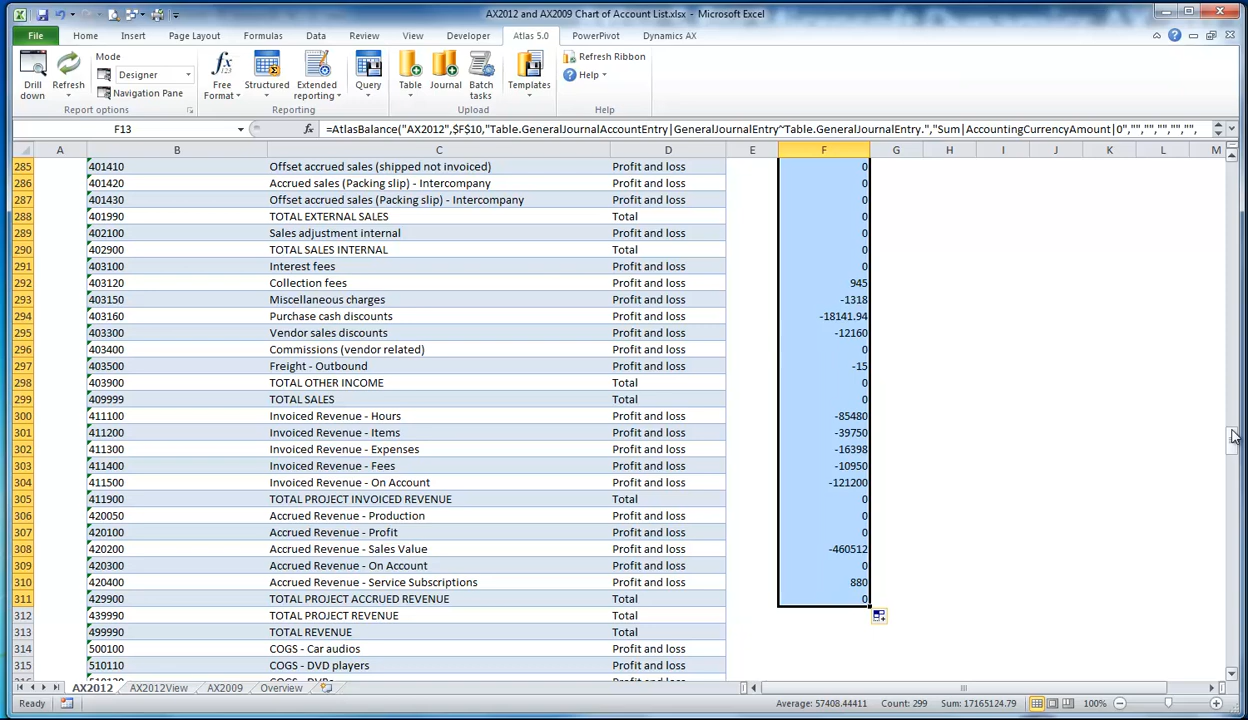 AX2012 and AX2009 Chart of Account List.xlsx - Microsoft Excel
File Home Insert Page Layout Formulas Data Review View Developer Atlas 5.0 PowerPivot Dynamics AX
Drill down Refresh Mode Designer Navigation Pane Free Format Structured Extended reporting Query Table Journal Batch tasks Templates Refresh Ribbon Help
Report options Reporting Upload Help
F13 fx =AtlasBalance("AX2012",$F$10,"Table.GeneralJournalAccountEntry|GeneralJournalEntry~Table.GeneralJournalEntry.","Sum|AccountingCurrencyAmount|0","","","","","",
A B C D E F G H I J K L M
285 401410 Offset accrued sales (shipped not invoiced) Profit and loss 0
286 401420 Accrued sales (Packing slip) - Intercompany Profit and loss 0
287 401430 Offset accrued sales (Packing slip) - Intercompany Profit and loss 0
288 401990 TOTAL EXTERNAL SALES Total 0
289 402100 Sales adjustment internal Profit and loss 0
290 402900 TOTAL SALES INTERNAL Total 0
291 403100 Interest fees Profit and loss 0
292 403120 Collection fees Profit and loss 945
293 403150 Miscellaneous charges Profit and loss -1318
294 403160 Purchase cash discounts Profit and loss -18141.94
295 403300 Vendor sales discounts Profit and loss -12160
296 403400 Commissions (vendor related) Profit and loss 0
297 403500 Freight - Outbound Profit and loss -15
298 403900 TOTAL OTHER INCOME Total 0
299 409999 TOTAL SALES Total 0
300 411100 Invoiced Revenue - Hours Profit and loss -85480
301 411200 Invoiced Revenue - Items Profit and loss -39750
302 411300 Invoiced Revenue - Expenses Profit and loss -16398
303 411400 Invoiced Revenue - Fees Profit and loss -10950
304 411500 Invoiced Revenue - On Account Profit and loss -121200
305 411900 TOTAL PROJECT INVOICED REVENUE Total 0
306 420050 Accrued Revenue - Production Profit and loss 0
307 420100 Accrued Revenue - Profit Profit and loss 0
308 420200 Accrued Revenue - Sales Value Profit and loss -460512
309 420300 Accrued Revenue - On Account Profit and loss 0
310 420400 Accrued Revenue - Service Subscriptions Profit and loss 880
311 429900 TOTAL PROJECT ACCRUED REVENUE Total 0
312 439990 TOTAL PROJECT REVENUE Total
313 499990 TOTAL REVENUE Total
314 500100 COGS - Car audios Profit and loss
315 510110 COGS - DVD players Profit and loss
AX2012 AX2012View AX2009 Overview
Ready Average: 57408.44411 Count: 299 Sum: 17165124.79 100%